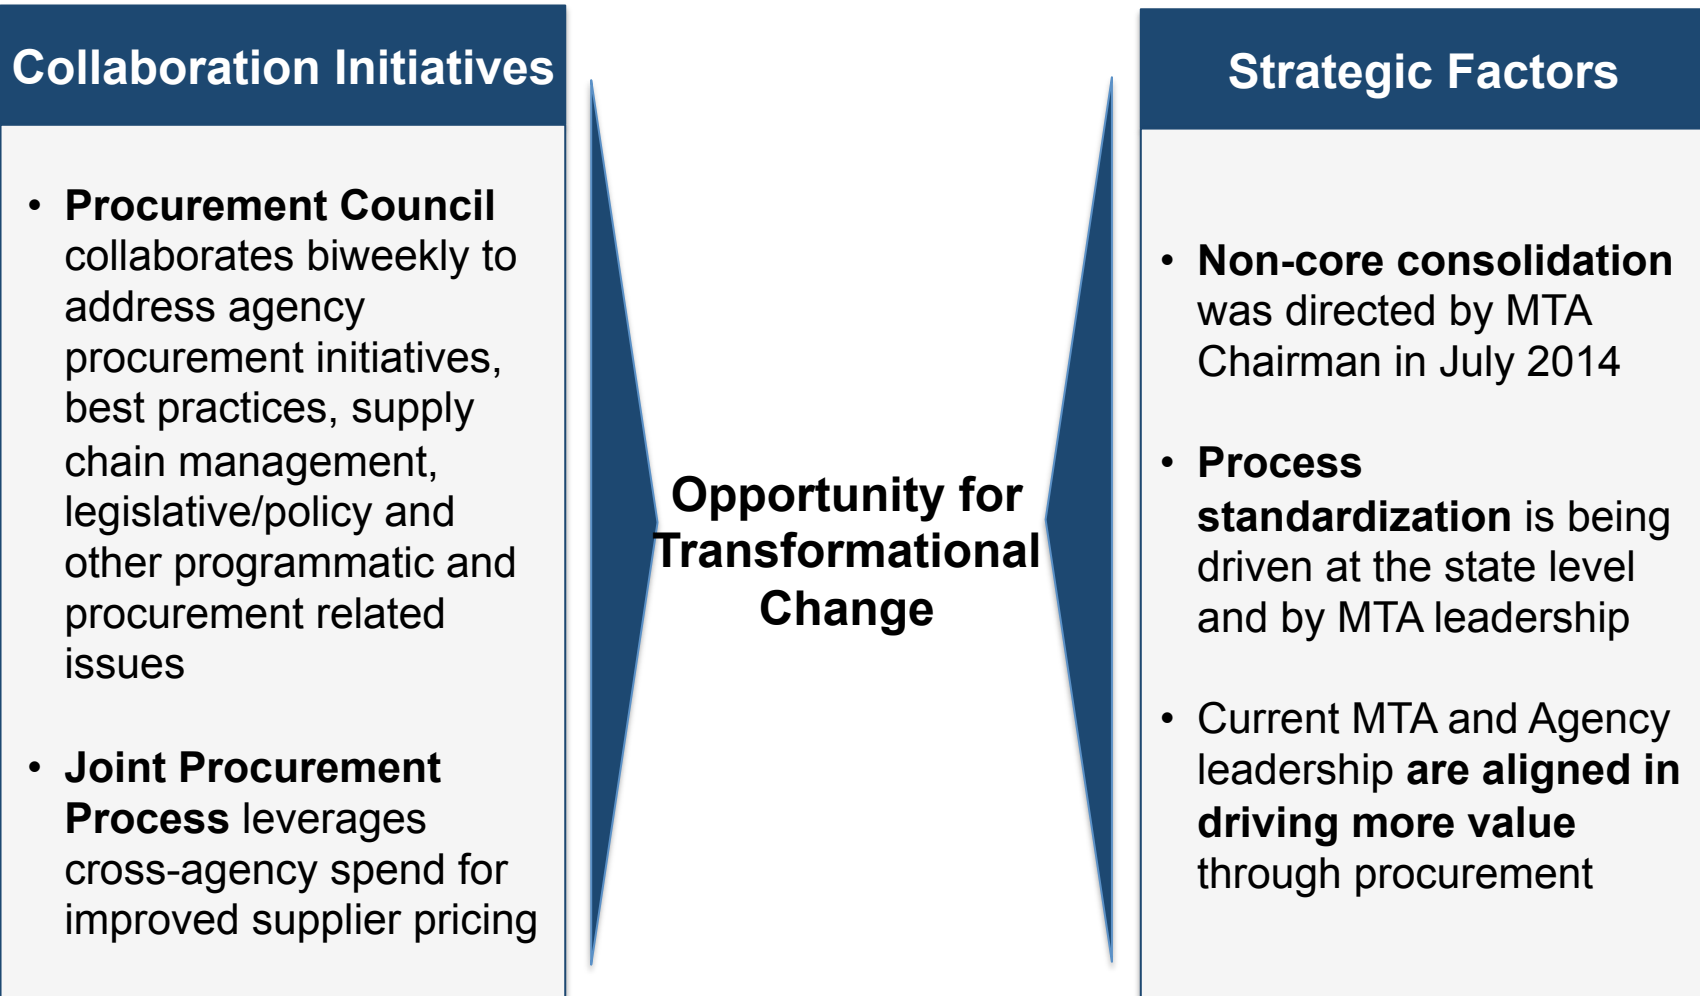 Collaboration Initiatives
• Procurement Council
collaborates biweekly to
address agency
procurement initiatives,
best practices, supply
chain management,
legislative/policy and
other programmatic and
procurement related
issues
• Joint Procurement
Process leverages
cross-agency spend for
improved supplier pricing
Opportunity for
Transformational
Change
Strategic Factors
• Non-core consolidation
was directed by MTA
Chairman in July 2014
• Process
standardization is being
driven at the state level
and by MTA leadership
• Current MTA and Agency
leadership are aligned in
driving more value
through procurement